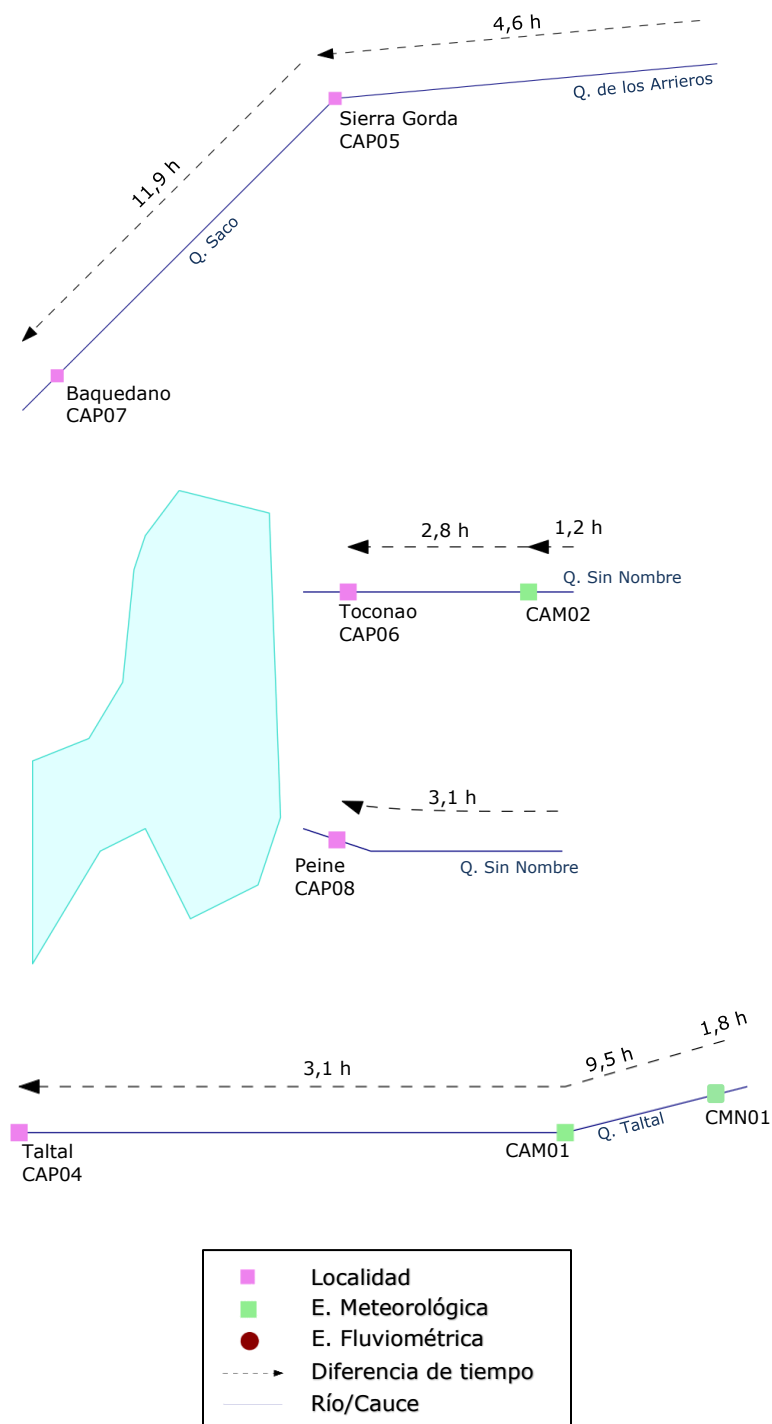 4,6 h
Q. de los Arrieros
Sierra Gorda
CAP05
11,9 h
Q. Saco
Baquedano
CAP07
2,8 h
1,2 h
Q. Sin Nombre
Toconao
CAP06
CAM02
3,1 h
Peine
CAP08
Q. Sin Nombre
1,8 h
9,5 h
3,1 h
CMN01
Q. Taltal
Taltal
CAP04
CAM01
Localidad
E. Meteorológica
E. Fluviométrica
Diferencia de tiempo
Río/Cauce